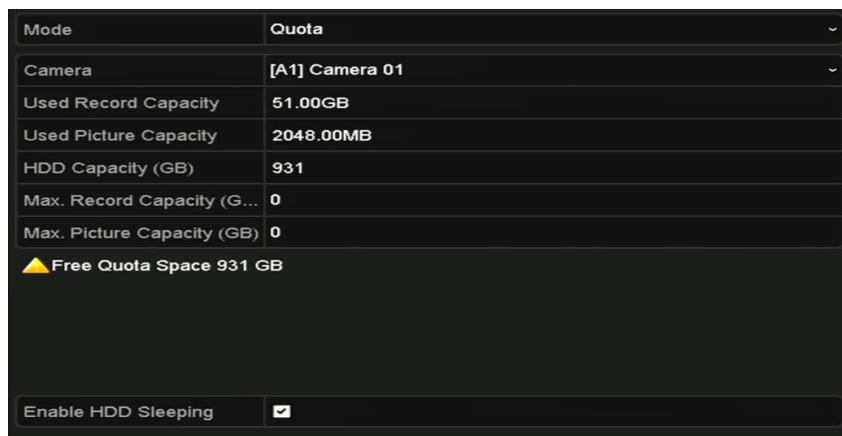 Mode Quota
Camera [A1] Camera 01
Used Record Capacity 51.00GB
Used Picture Capacity 2048.00MB
HDD Capacity (GB) 931
Max. Record Capacity (G... 0
Max. Picture Capacity (GB) 0
Free Quota Space 931 GB
Enable HDD Sleeping